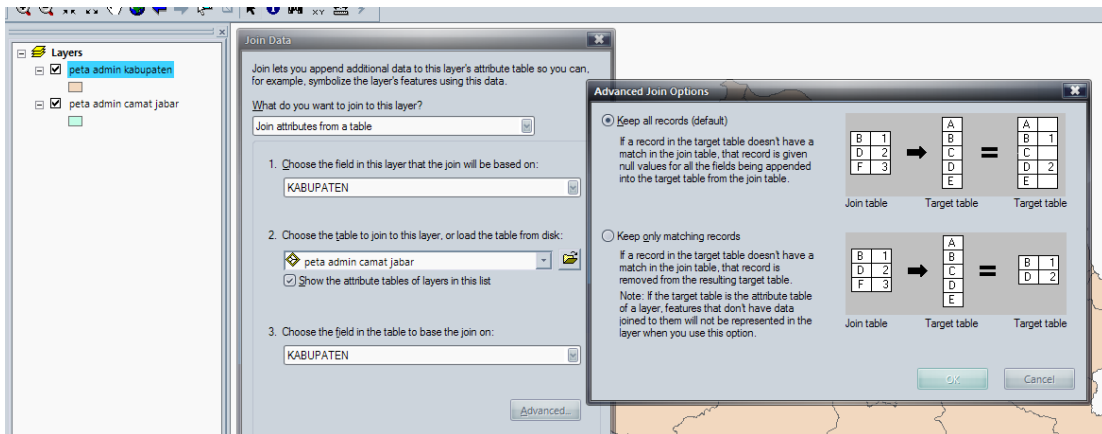 XY
Layers
peta admin kabupaten
peta admin camat jabar
Join Data
Join lets you append additional data to this layer's attribute table so you can,
for example, symbolize the layer's features using this data.
What do you want to join to this layer?
Join attributes from a table
1. Choose the field in this layer that the join will be based on:
KABUPATEN
2. Choose the table to join to this layer, or load the table from disk:
peta admin camat jabar
Show the attribute tables of layers in this list
3. Choose the field in the table to base the join on:
KABUPATEN
Advanced...
Advanced Join Options
Keep all records (default)
If a record in the target table doesn't have a
match in the join table, that record is given
null values for all the fields being appended
into the target table from the join table.
B 1
D 2
F 3
A
B
C
D
E
=
A
B 1
C
D 2
E
Join table Target table Target table
Keep only matching records
If a record in the target table doesn't have a
match in the join table, that record is
removed from the resulting target table.
Note: If the target table is the attribute table
of a layer, features that don't have data
joined to them will not be represented in the
layer when you use this option.
B 1
D 2
F 3
A
B
C
D
E
=
B 1
D 2
Join table Target table Target table
OK Cancel